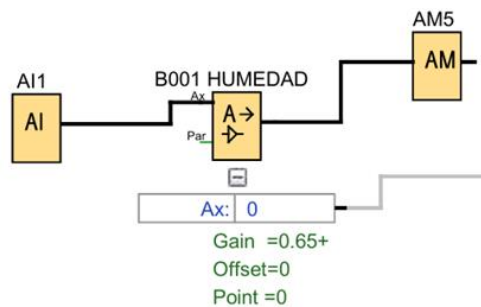 AM5
AM
AI1
AI
B001 HUMEDAD
Ax
A→
Par
Ax: 0
Gain =0.65+
Offset=0
Point =0